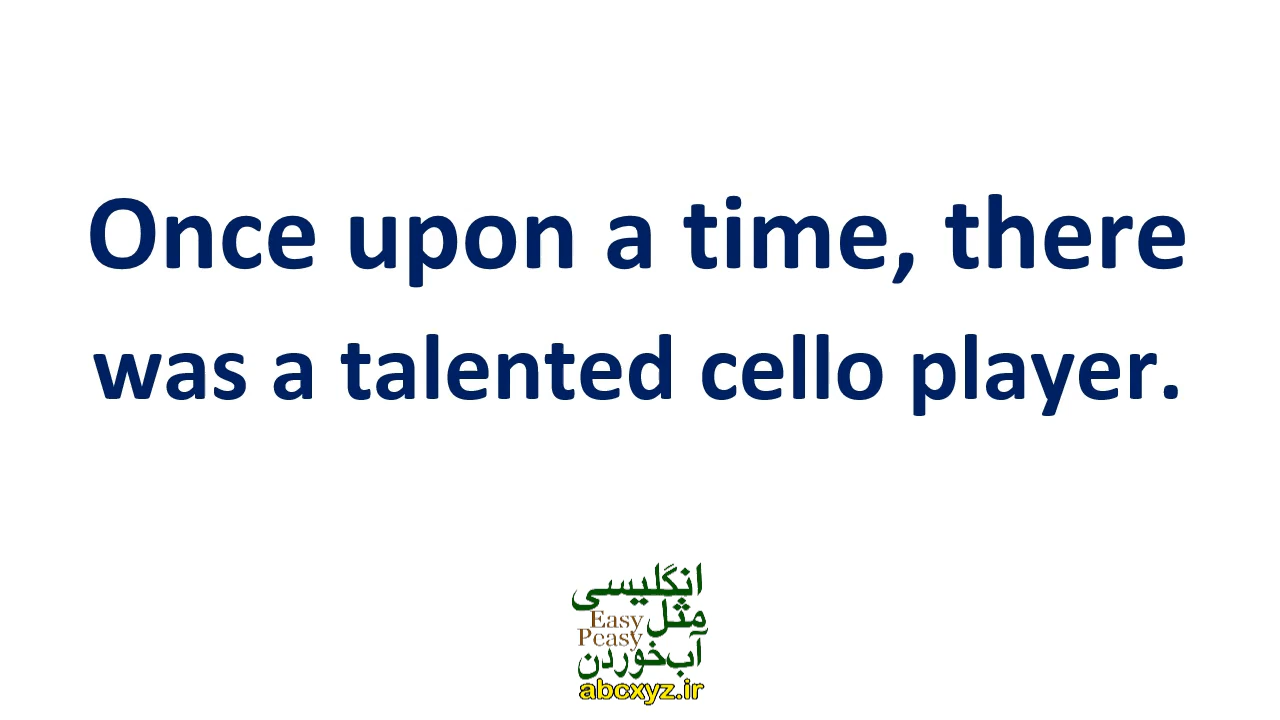 Once upon a time, there
was a talented cello player.
انگلیسی
مثل
Easy
Peasy
آب‌خوردن
abcxyz.ir